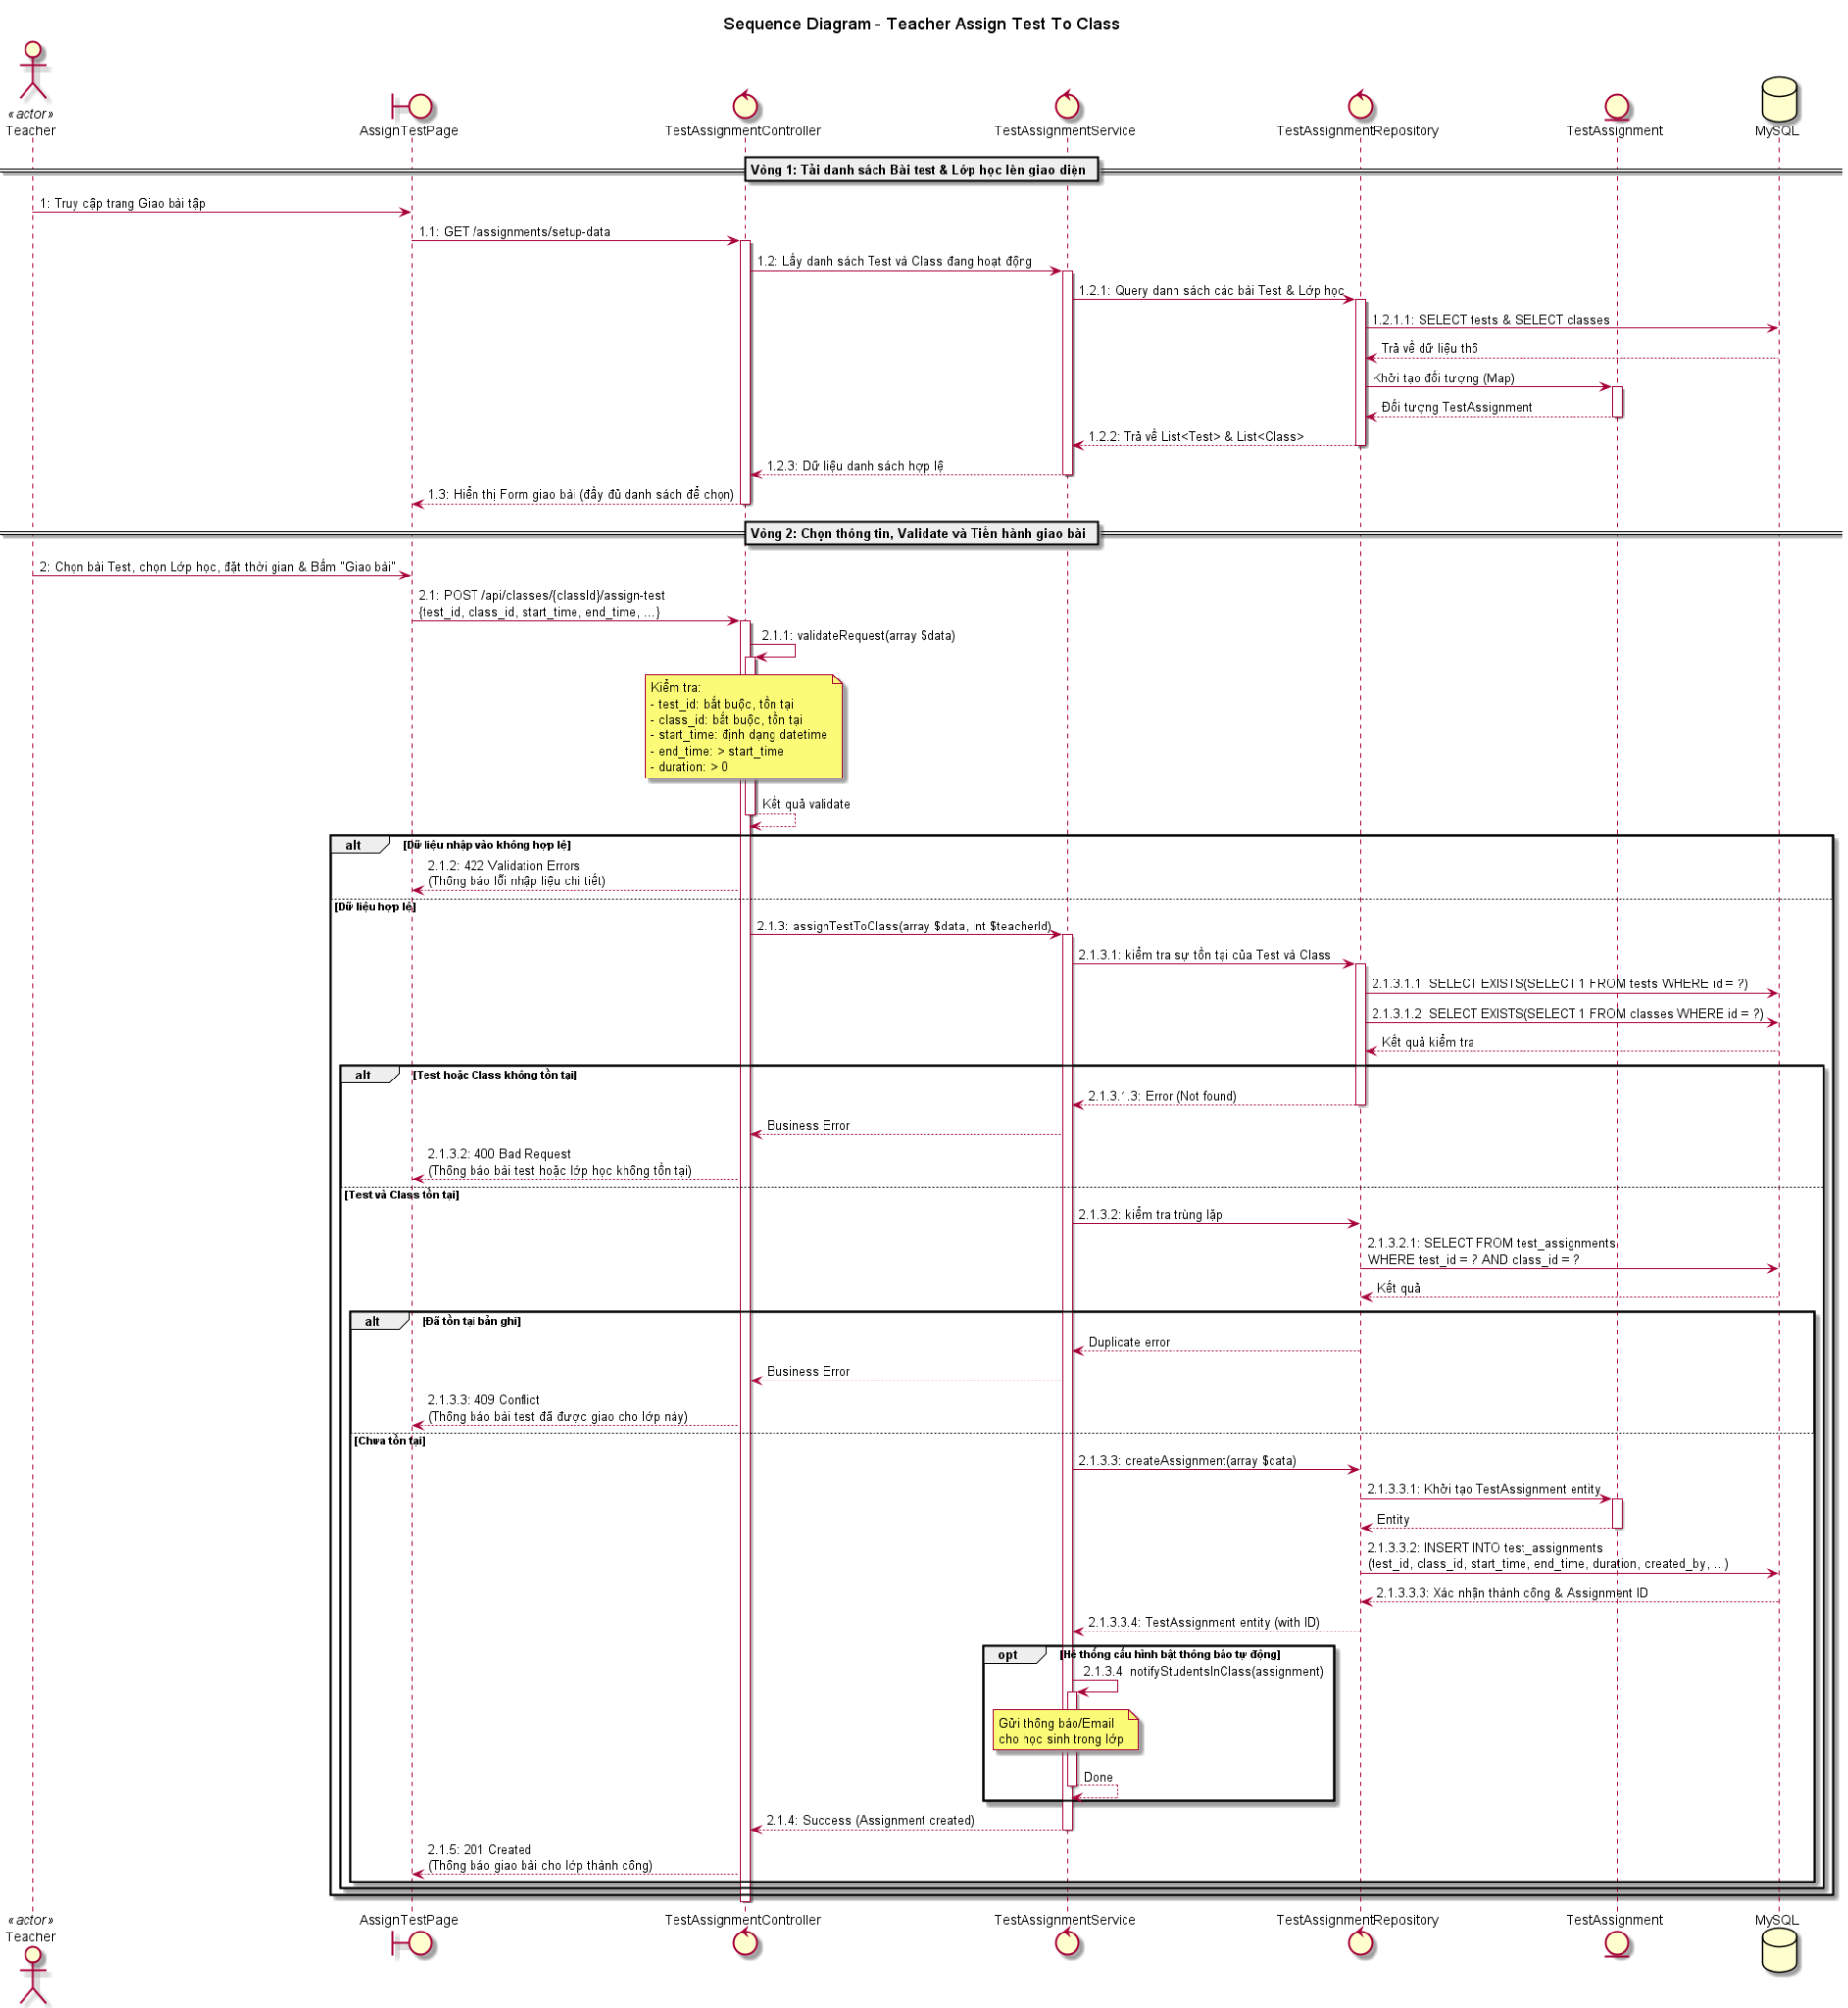 Sequence Diagram - Teacher Assign Test To Class
«actor»
Teacher
AssignTestPage
TestAssignmentController
TestAssignmentService
TestAssignmentRepository
TestAssignment
MySQL
Vòng 1: Tải danh sách Bài test & Lớp học lên giao diện
1: Truy cập trang Giao bài tập
1.1: GET /assignments/setup-data
1.2: Lấy danh sách Test và Class đang hoạt động
1.2.1: Query danh sách các bài Test & Lớp học
1.2.1.1: SELECT tests & SELECT classes
Trả về dữ liệu thô
Khởi tạo đối tượng (Map)
Đối tượng TestAssignment
1.2.2: Trả về List<Test> & List<Class>
1.2.3: Dữ liệu danh sách hợp lệ
1.3: Hiển thị Form giao bài (đầy đủ danh sách để chọn)
Vòng 2: Chọn thông tin, Validate và Tiến hành giao bài
2: Chọn bài Test, chọn Lớp học, đặt thời gian & Bấm "Giao bài"
2.1: POST /api/classes/{classId}/assign-test
{test_id, class_id, start_time, end_time, ...}
2.1.1: validateRequest(array $data)
Kiểm tra:
- test_id: bắt buộc, tồn tại
- class_id: bắt buộc, tồn tại
- start_time: định dạng datetime
- end_time: > start_time
- duration: > 0
Kết quả validate
alt [Dữ liệu nhập vào không hợp lệ]
2.1.2: 422 Validation Errors
(Thông báo lỗi nhập liệu chi tiết)
[Dữ liệu hợp lệ]
2.1.3: assignTestToClass(array $data, int $teacherId)
2.1.3.1: kiểm tra sự tồn tại của Test và Class
2.1.3.1.1: SELECT EXISTS(SELECT 1 FROM tests WHERE id = ?)
2.1.3.1.2: SELECT EXISTS(SELECT 1 FROM classes WHERE id = ?)
Kết quả kiểm tra
alt [Test hoặc Class không tồn tại]
2.1.3.1.3: Error (Not found)
Business Error
2.1.3.2: 400 Bad Request
(Thông báo bài test hoặc lớp học không tồn tại)
[Test và Class tồn tại]
2.1.3.2: kiểm tra trùng lặp
2.1.3.2.1: SELECT FROM test_assignments
WHERE test_id = ? AND class_id = ?
Kết quả
alt [Đã tồn tại bản ghi]
Duplicate error
Business Error
2.1.3.3: 409 Conflict
(Thông báo bài test đã được giao cho lớp này)
[Chưa tồn tại]
2.1.3.3: createAssignment(array $data)
2.1.3.3.1: Khởi tạo TestAssignment entity
Entity
2.1.3.3.2: INSERT INTO test_assignments
(test_id, class_id, start_time, end_time, duration, created_by, ...)
2.1.3.3.3: Xác nhận thành công & Assignment ID
2.1.3.3.4: TestAssignment entity (with ID)
opt [Hệ thống cấu hình bật thông báo tự động]
2.1.3.4: notifyStudentsInClass(assignment)
Gửi thông báo/Email
cho học sinh trong lớp
Done
2.1.4: Success (Assignment created)
2.1.5: 201 Created
(Thông báo giao bài cho lớp thành công)
«actor»
Teacher
AssignTestPage
TestAssignmentController
TestAssignmentService
TestAssignmentRepository
TestAssignment
MySQL